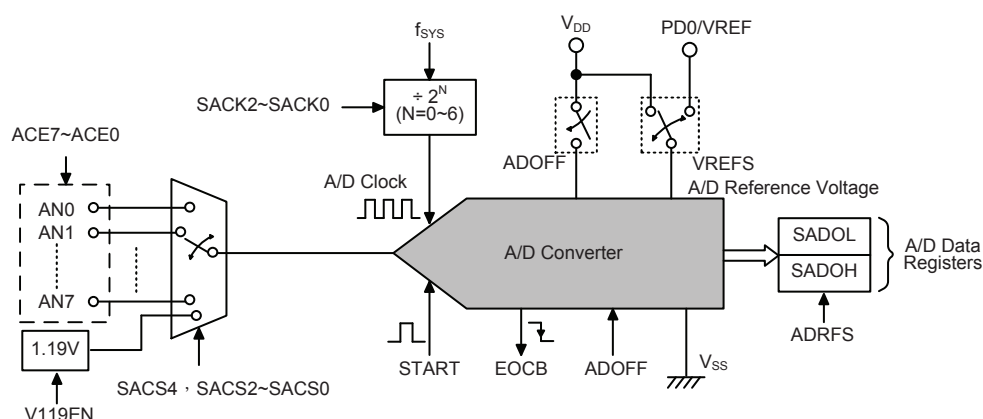 fSYS
VDD
PD0/VREF
÷ 2^N
(N=0~6)
SACK2~SACK0
ACE7~ACE0
ADOFF
VREFS
A/D Clock
A/D Reference Voltage
AN0
AN1
AN7
A/D Converter
SADOL
SADOH
A/D Data
Registers
1.19V
START
EOCB
ADOFF
VSS
ADRFS
SACS4，SACS2~SACS0
V119EN